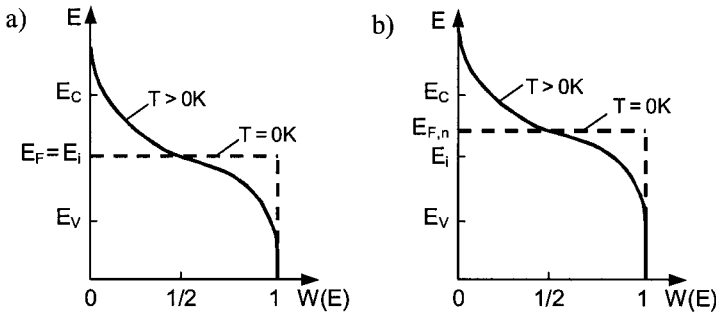 a)
E
E_C
T > 0K
T = 0K
E_F = E_i
E_V
0
1/2
1
W(E)
b)
E
E_C
T > 0K
T = 0K
E_F,n
E_i
E_V
0
1/2
1
W(E)